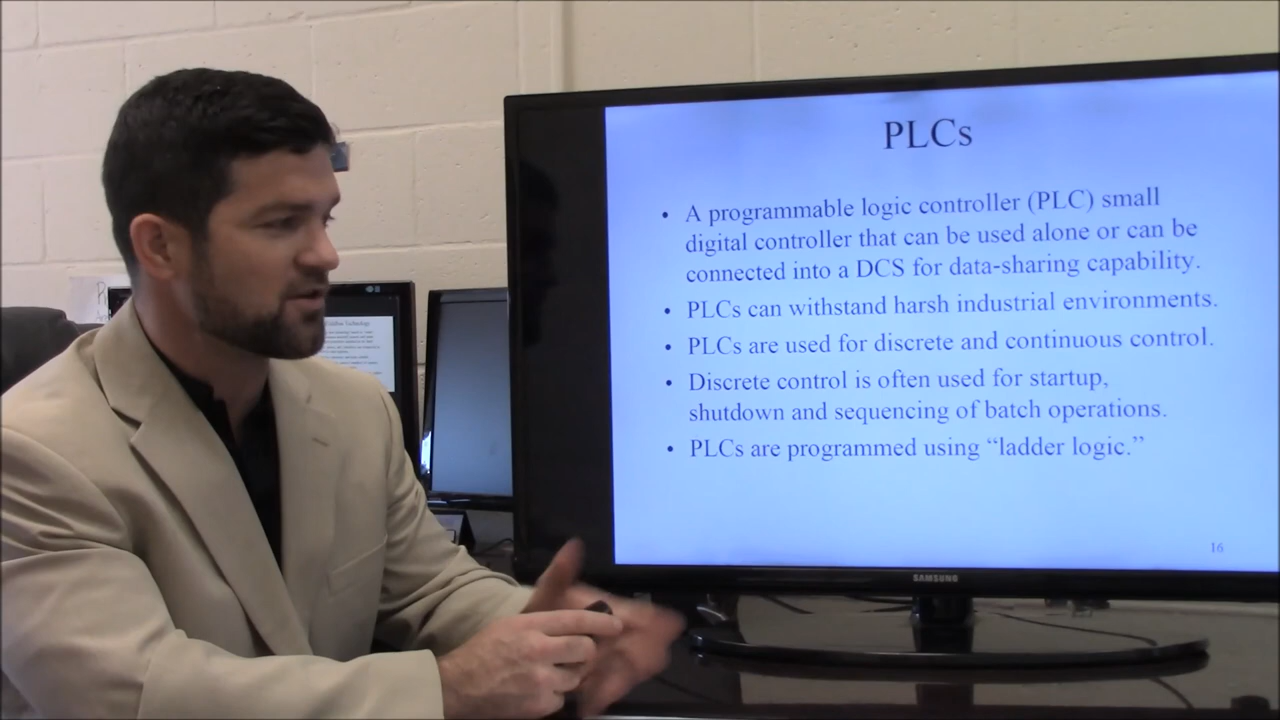 PLCs
• A programmable logic controller (PLC) small
digital controller that can be used alone or can be
connected into a DCS for data-sharing capability.
• PLCs can withstand harsh industrial environments.
• PLCs are used for discrete and continuous control.
• Discrete control is often used for startup,
shutdown and sequencing of batch operations.
• PLCs are programmed using “ladder logic.”
16
SAMSUNG
Technology